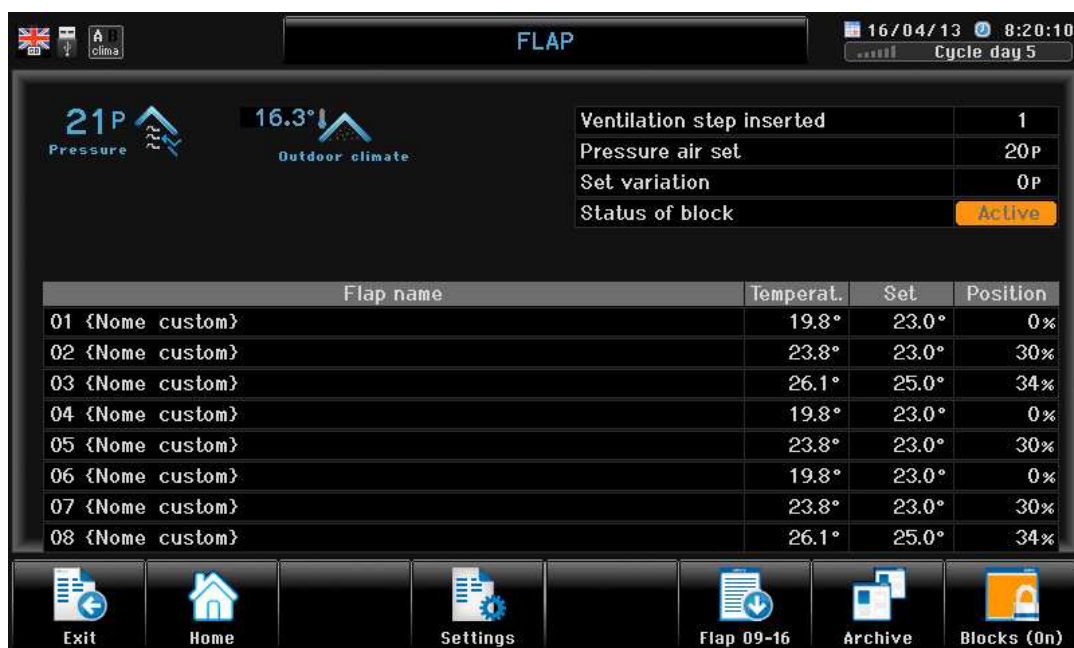 GB A B clima FLAP 16/04/13 8:20:10
Cycle day 5
21P 16.3°
Pressure Outdoor climate
Ventilation step inserted 1
Pressure air set 20P
Set variation 0P
Status of block Active
Flap name Temperat. Set Position
01 {Nome custom} 19.8° 23.0° 0%
02 {Nome custom} 23.8° 23.0° 30%
03 {Nome custom} 26.1° 25.0° 34%
04 {Nome custom} 19.8° 23.0° 0%
05 {Nome custom} 23.8° 23.0° 30%
06 {Nome custom} 19.8° 23.0° 0%
07 {Nome custom} 23.8° 23.0° 30%
08 {Nome custom} 26.1° 25.0° 34%
Exit Home Settings Flap 09-16 Archive Blocks (On)